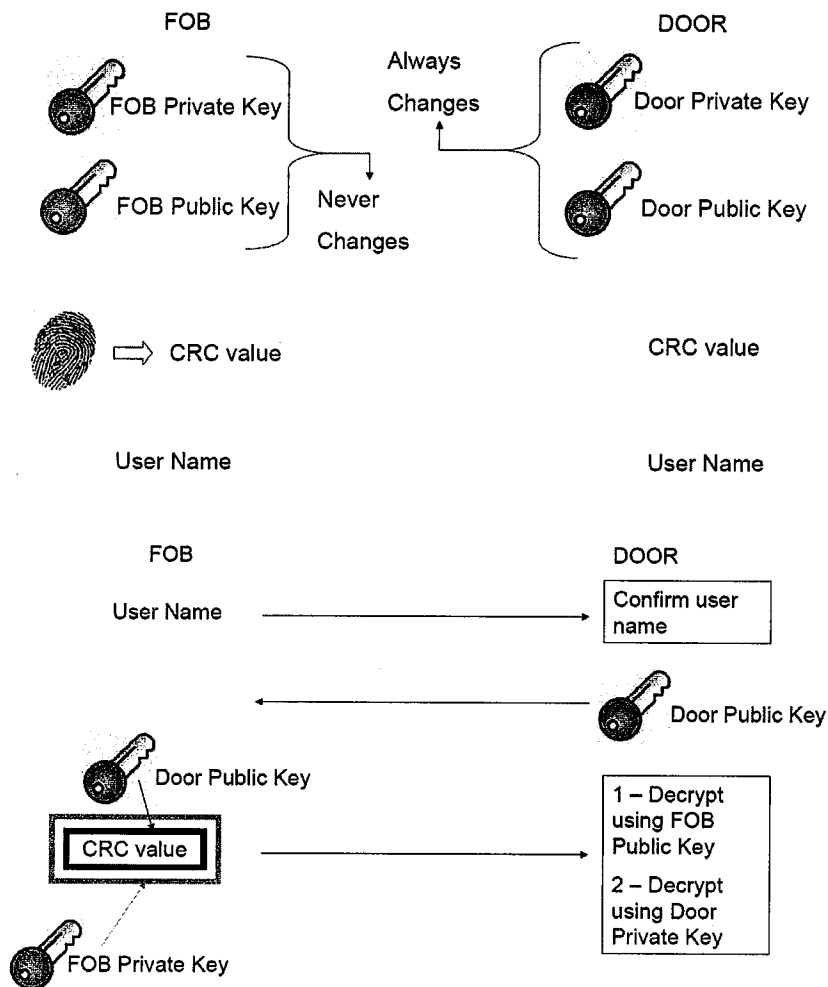 FOB
DOOR
Always
Changes
FOB Private Key
Door Private Key
FOB Public Key
Never
Changes
Door Public Key
CRC value
CRC value
User Name
User Name
FOB
DOOR
User Name
Confirm user
name
Door Public Key
Door Public Key
CRC value
1 – Decrypt
using FOB
Public Key
2 – Decrypt
using Door
Private Key
FOB Private Key